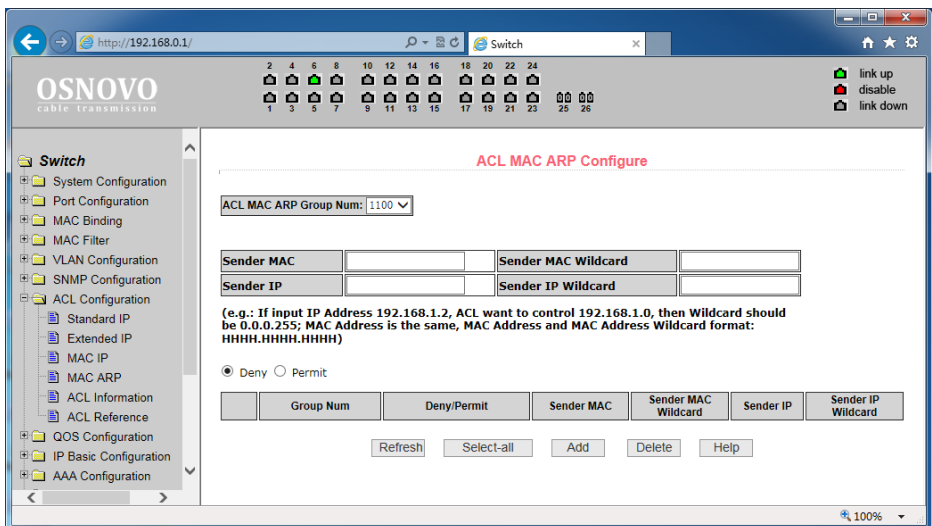 http://192.168.0.1/
Switch
OSNOVO
cable transmission
2 4 6 8 10 12 14 16 18 20 22 24
1 3 5 7 9 11 13 15 17 19 21 23 25 26
link up
disable
link down
Switch
System Configuration
Port Configuration
MAC Binding
MAC Filter
VLAN Configuration
SNMP Configuration
ACL Configuration
Standard IP
Extended IP
MAC IP
MAC ARP
ACL Information
ACL Reference
QOS Configuration
IP Basic Configuration
AAA Configuration
ACL MAC ARP Configure
ACL MAC ARP Group Num: 1100
Sender MAC Sender MAC Wildcard
Sender IP Sender IP Wildcard
(e.g.: If input IP Address 192.168.1.2, ACL want to control 192.168.1.0, then Wildcard should
be 0.0.0.255; MAC Address is the same, MAC Address and MAC Address Wildcard format:
HHHH.HHHH.HHHH)
Deny Permit
Group Num Deny/Permit Sender MAC Sender MAC Wildcard Sender IP Sender IP Wildcard
Refresh Select-all Add Delete Help
100%